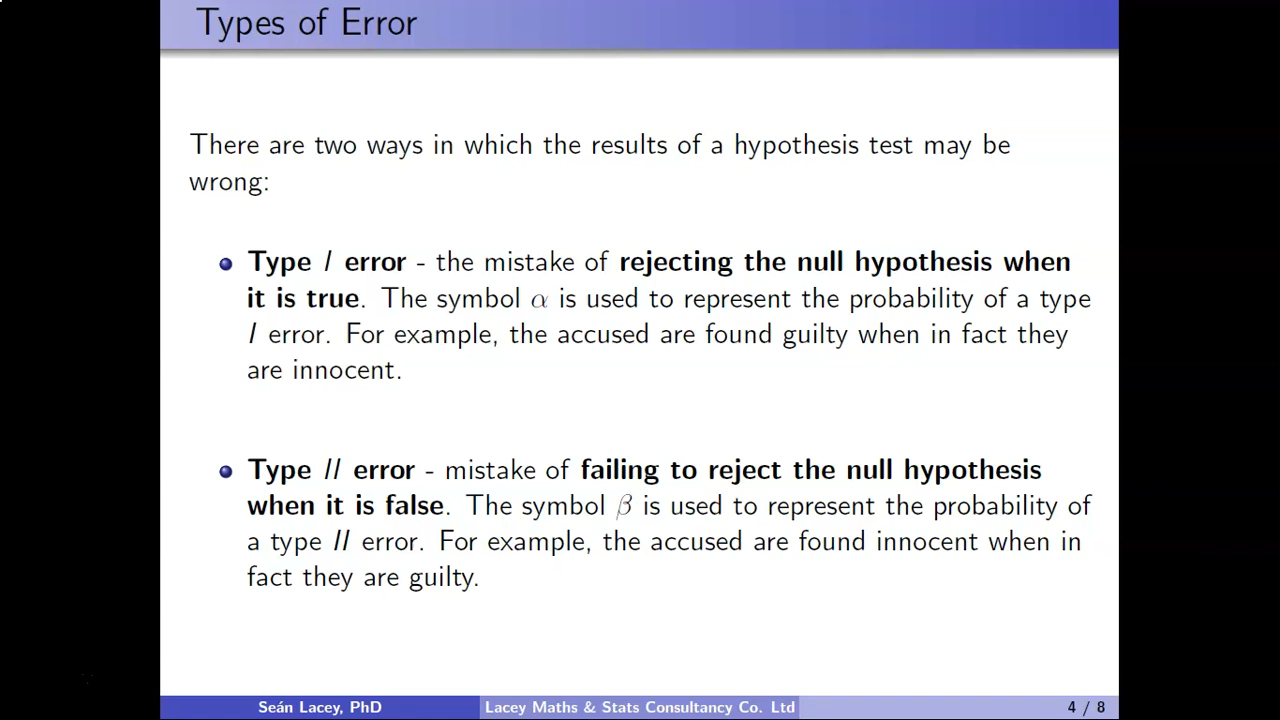 Types of Error
There are two ways in which the results of a hypothesis test may be
wrong:
Type I error - the mistake of rejecting the null hypothesis when
it is true. The symbol α is used to represent the probability of a type
I error. For example, the accused are found guilty when in fact they
are innocent.
Type II error - mistake of failing to reject the null hypothesis
when it is false. The symbol β is used to represent the probability of
a type II error. For example, the accused are found innocent when in
fact they are guilty.
Seán Lacey, PhD
Lacey Maths & Stats Consultancy Co. Ltd
4 / 8